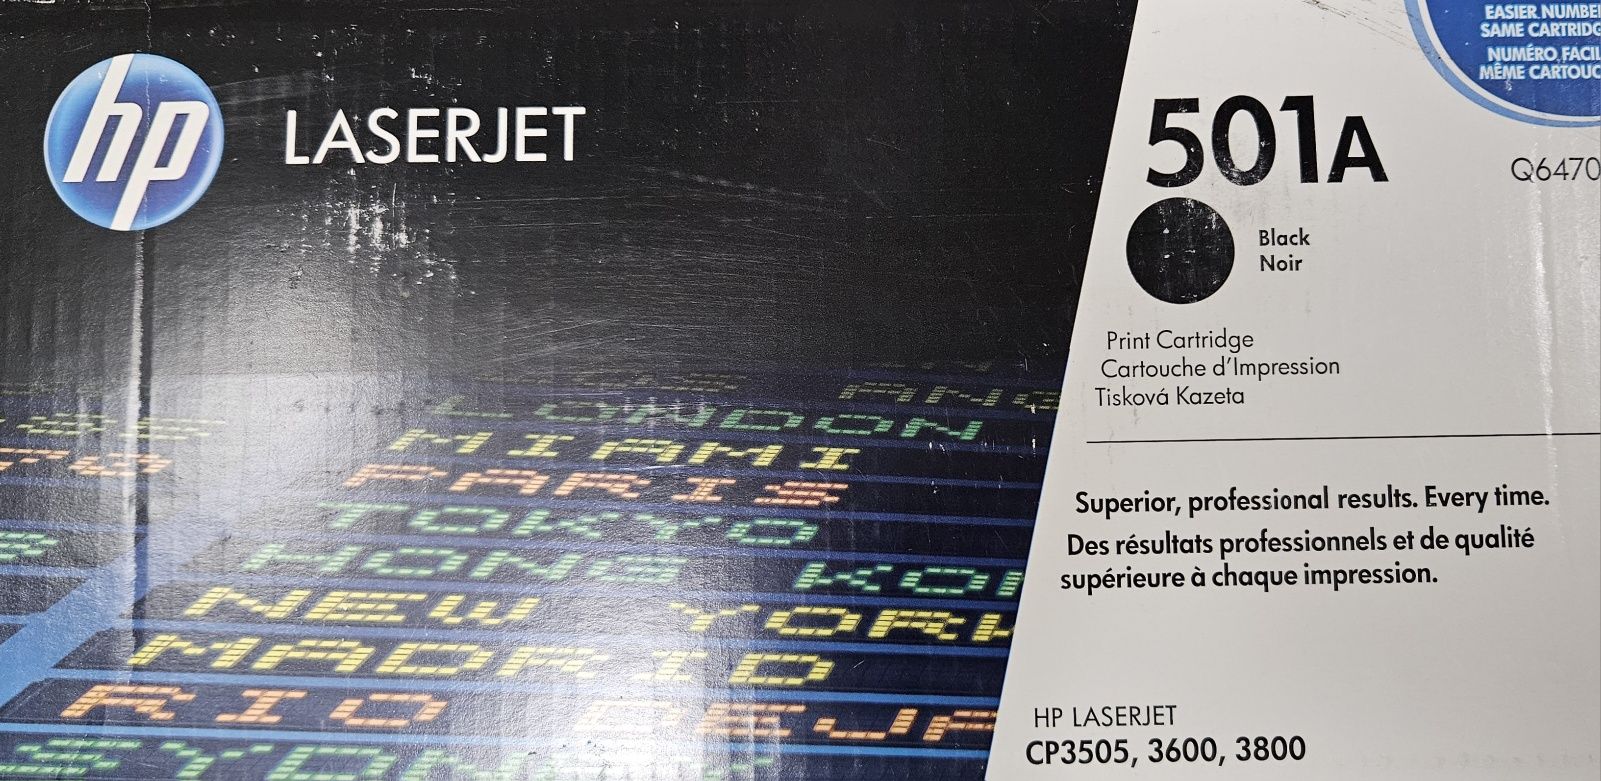 hp LASERJET
EASIER NUMBE
SAME CARTRIDG
NUMÉRO FACIL
MÊME CARTOUC
501A
Q6470
Black
Noir
Print Cartridge
Cartouche d'Impression
Tisková Kazeta
Superior, professional results. Every time.
Des résultats professionnels et de qualité
supérieure à chaque impression.
HP LASERJET
CP3505, 3600, 3800
LONDON
MIAMI
PARIS
TOKYO
HONG KON
NEW YORK
MADRID
RIO DEJA
SYDNE